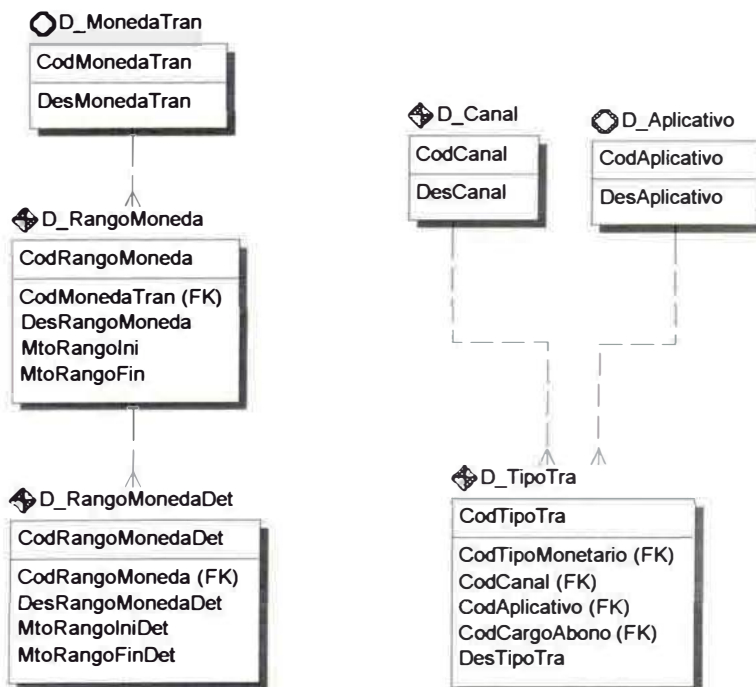 D_MonedaTran
CodMonedaTran
DesMonedaTran
D_RangoMoneda
CodRangoMoneda
CodMonedaTran (FK)
DesRangoMoneda
MtoRangoIni
MtoRangoFin
D_RangoMonedaDet
CodRangoMonedaDet
CodRangoMoneda (FK)
DesRangoMonedaDet
MtoRangoIniDet
MtoRangoFinDet
D_Canal
CodCanal
DesCanal
D_Aplicativo
CodAplicativo
DesAplicativo
D_TipoTra
CodTipoTra
CodTipoMonetario (FK)
CodCanal (FK)
CodAplicativo (FK)
CodCargoAbono (FK)
DesTipoTra